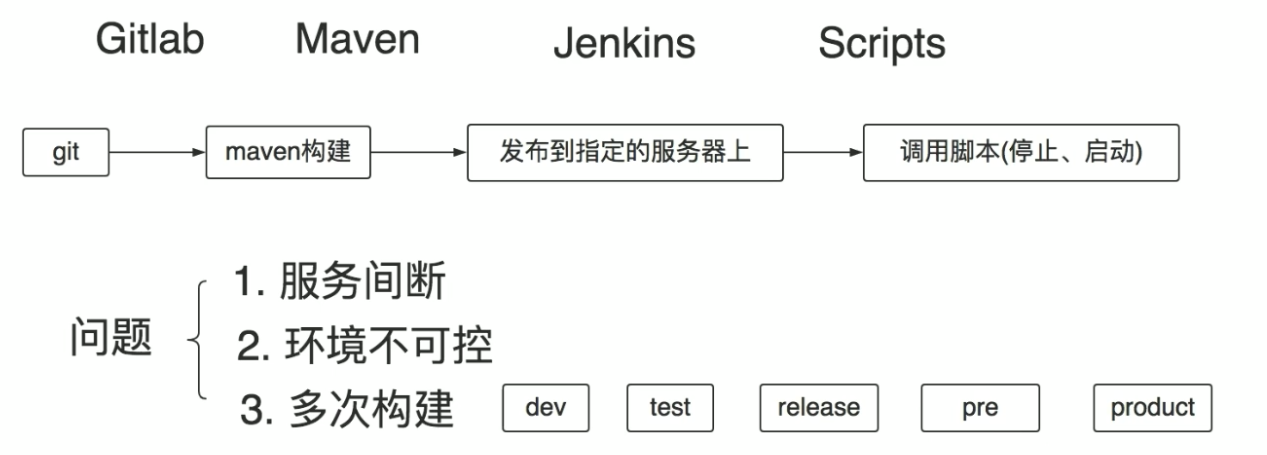 Gitlab Maven Jenkins Scripts
git maven构建 发布到指定的服务器上 调用脚本(停止、启动)
问题
1. 服务间断
2. 环境不可控
3. 多次构建 dev test release pre product